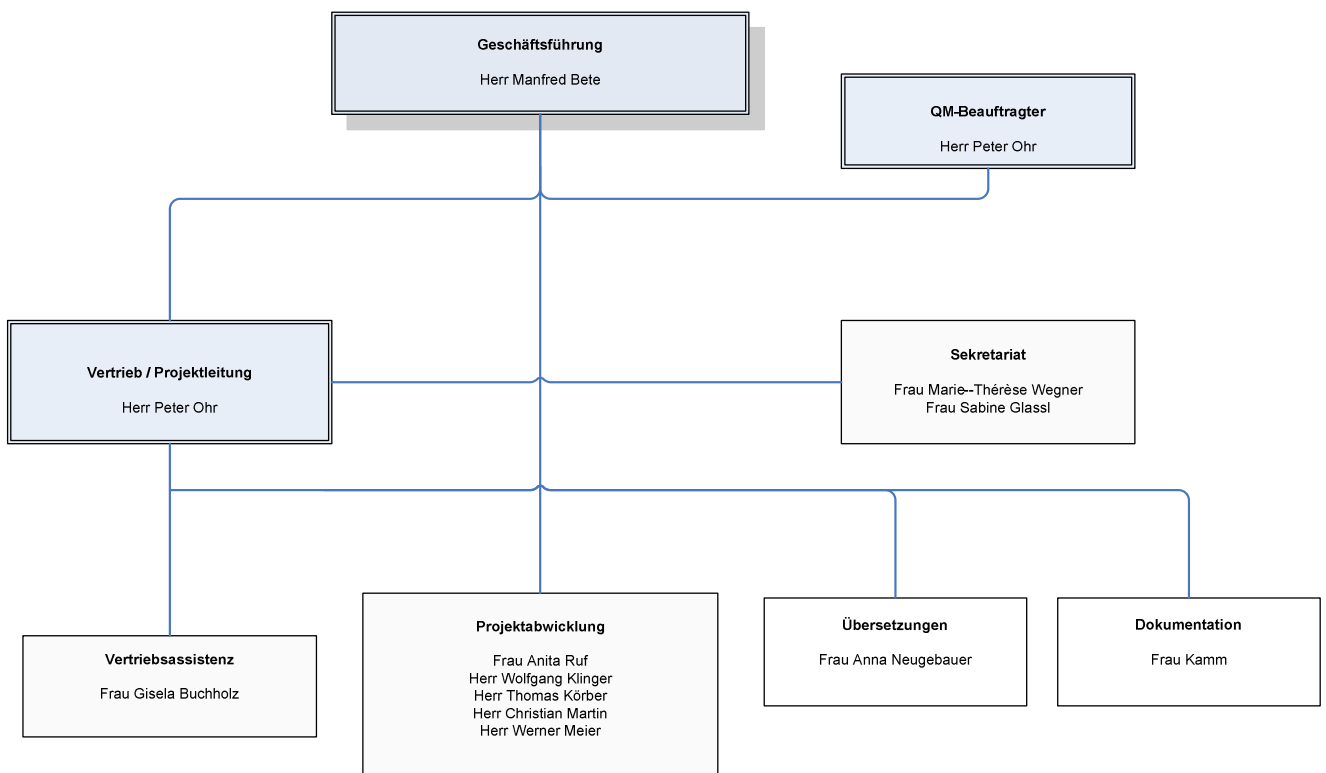 Geschäftsführung
Herr Manfred Bete
QM-Beauftragter
Herr Peter Ohr
Vertrieb / Projektleitung
Herr Peter Ohr
Sekretariat
Frau Marie--Thérèse Wegner
Frau Sabine Glassl
Vertriebsassistenz
Frau Gisela Buchholz
Projektabwicklung
Frau Anita Ruf
Herr Wolfgang Klinger
Herr Thomas Körber
Herr Christian Martin
Herr Werner Meier
Übersetzungen
Frau Anna Neugebauer
Dokumentation
Frau Kamm